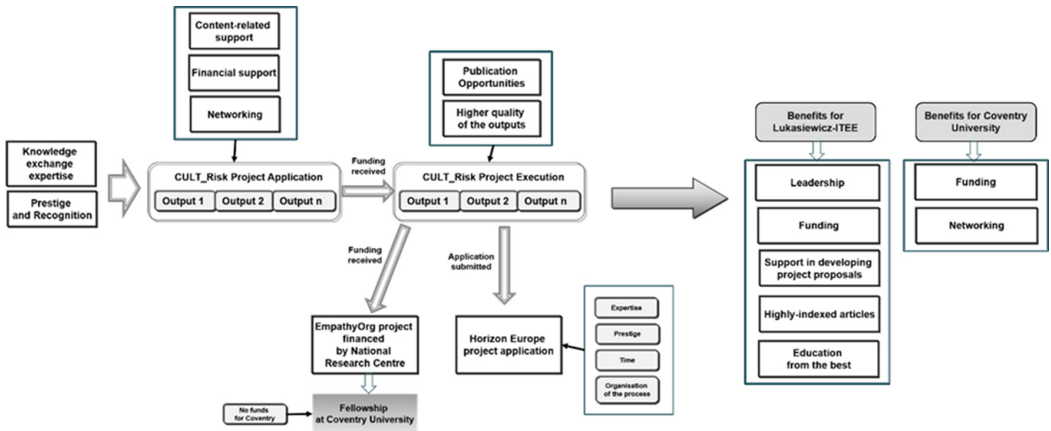 Content-related
support
Financial support
Networking
Publication
Opportunities
Higher quality
of the outputs
Knowledge
exchange
expertise
Prestige
and Recognition
CULT_Risk Project Application
Output 1
Output 2
Output n
Funding
received
CULT_Risk Project Execution
Output 1
Output 2
Output n
Funding
received
Application
submitted
EmpathyOrg project
financed
by National
Research Centre
No funds
for Coventry
Fellowship
at Coventry University
Horizon Europe
project application
Expertise
Prestige
Time
Organisation
of the process
Benefits for
Lukasiewicz-ITEE
Leadership
Funding
Support in developing
project proposals
Highly-indexed articles
Education
from the best
Benefits for Coventry
University
Funding
Networking